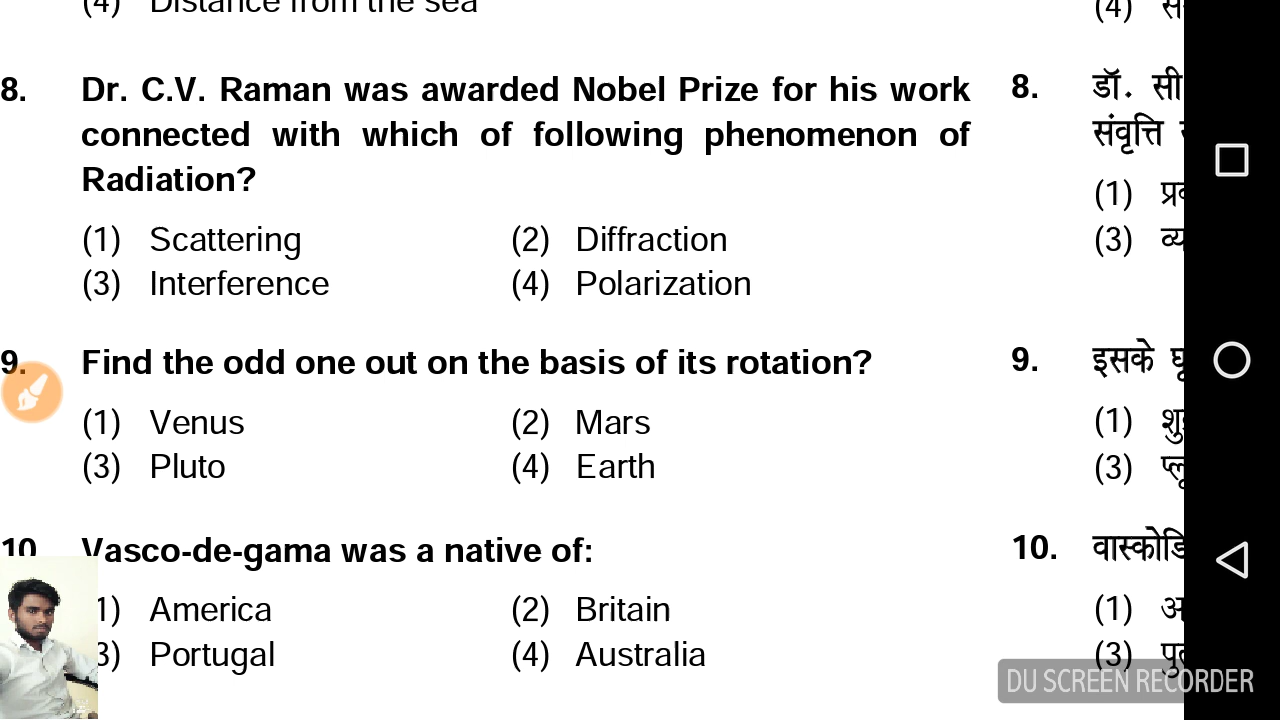 (4) Distance from the sea
8. Dr. C.V. Raman was awarded Nobel Prize for his work
connected with which of following phenomenon of
Radiation?
(1) Scattering (2) Diffraction
(3) Interference (4) Polarization
9. Find the odd one out on the basis of its rotation?
(1) Venus (2) Mars
(3) Pluto (4) Earth
10 Vasco-de-gama was a native of:
1) America (2) Britain
3) Portugal (4) Australia
(4)
8. डॉ. सी
संवृत्ति
(1)
(3)
9. इसके
(1)
(3)
10.
(1)
(3)
DU SCREEN RECORDER